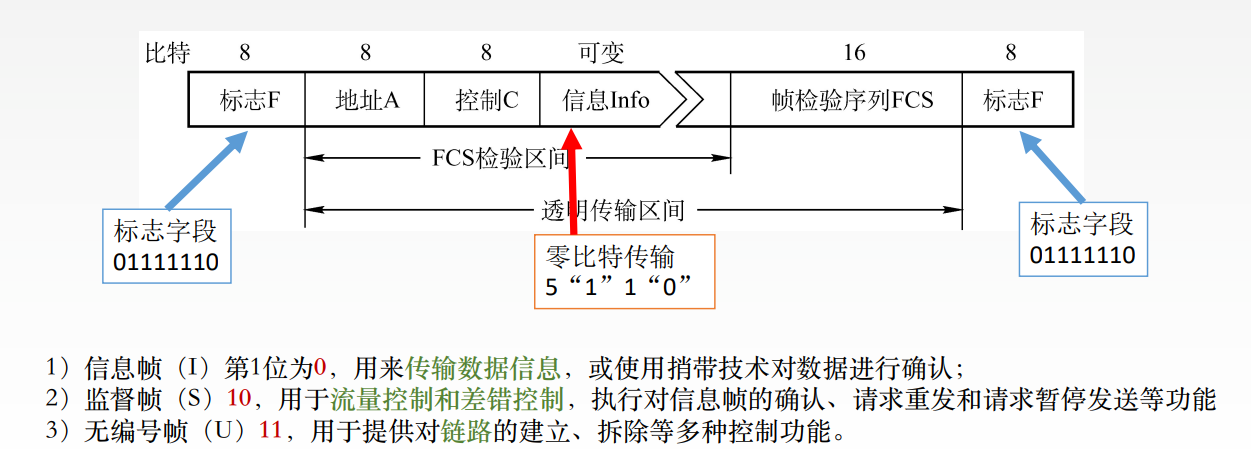 比特 8 8 8 可变 16 8
标志F 地址A 控制C 信息Info 帧检验序列FCS 标志F
FCS检验区间
透明传输区间
标志字段
01111110
零比特传输
5“1”1“0”
标志字段
01111110
1）信息帧（I）第1位为0，用来传输数据信息，或使用捎带技术对数据进行确认；
2）监督帧（S）10，用于流量控制和差错控制，执行对信息帧的确认、请求重发和请求暂停发送等功能
3）无编号帧（U）11，用于提供对链路的建立、拆除等多种控制功能。